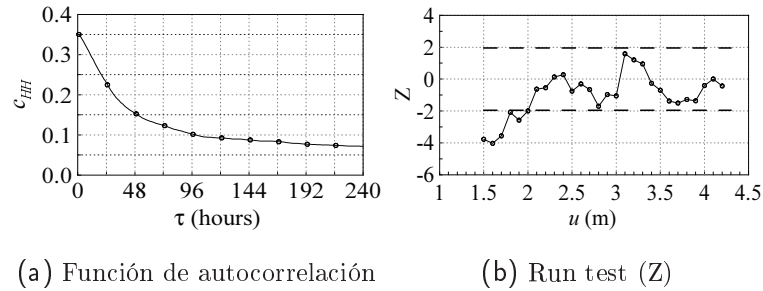 0.4
0.3
0.2
0.1
0.0
c_HH
0 48 96 144 192 240
τ (hours)
4
2
0
-2
-4
-6
Z
1 1.5 2 2.5 3 3.5 4 4.5
u (m)
(a) Función de autocorrelación
(b) Run test (Z)